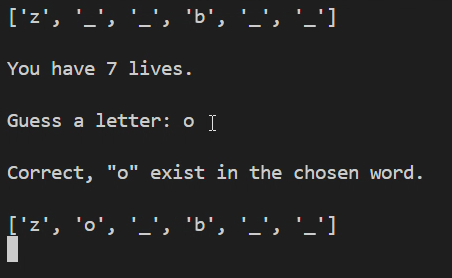 ['z', '_', '_', 'b', '_', '_']
You have 7 lives.
Guess a letter: o
Correct, "o" exist in the chosen word.
['z', 'o', '_', 'b', '_', '_']